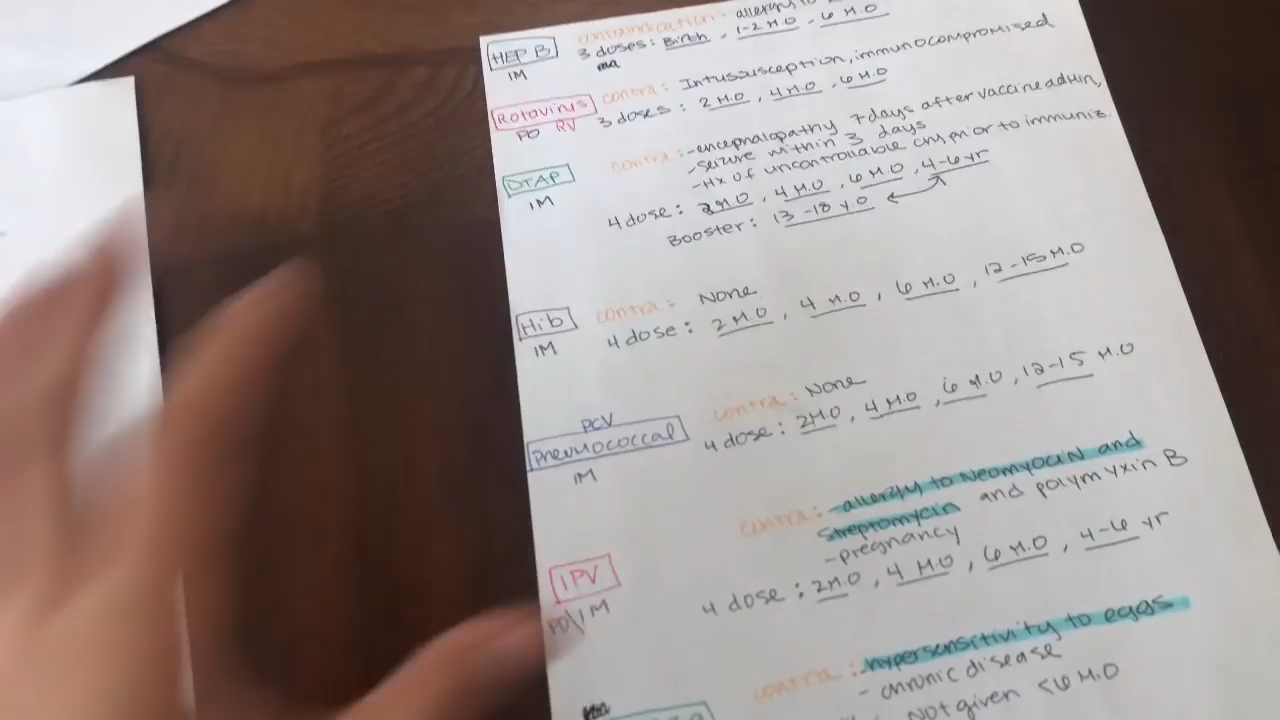 contraindication: allergy to
HEP B 3 doses: Birth, 1-2 M.O - 6 M.O
IM
contra: Intussusception, immunocompromised
Rotovirus 3 doses: 2 M.O, 4 M.O, 6 M.O
PO RV
contra: -encephalopathy 7 days after vaccine admin,
-seizure within 3 days
DTAP -Hx of uncontrollable cry prior to immuniz.
IM 4 dose: 2 M.O, 4 M.O, 6 M.O, 4-6 yr
Booster: 13-18 yo
contra: None
Hib 4 dose: 2 M.O, 4 M.O, 6 M.O, 12-15 M.O
IM
contra: None
PCV 4 dose: 2 M.O, 4 M.O, 6 M.O, 12-15 M.O
Pneumococcal
IM
contra: -allergy to Neomyocin and
streptomycin and polymyxin B
-pregnancy
IPV 4 dose: 2 M.O, 4 M.O, 6 M.O, 4-6 yr
PO\IM
contra: -hypersensitivity to eggs
- chronic disease
Not given <6 M.O